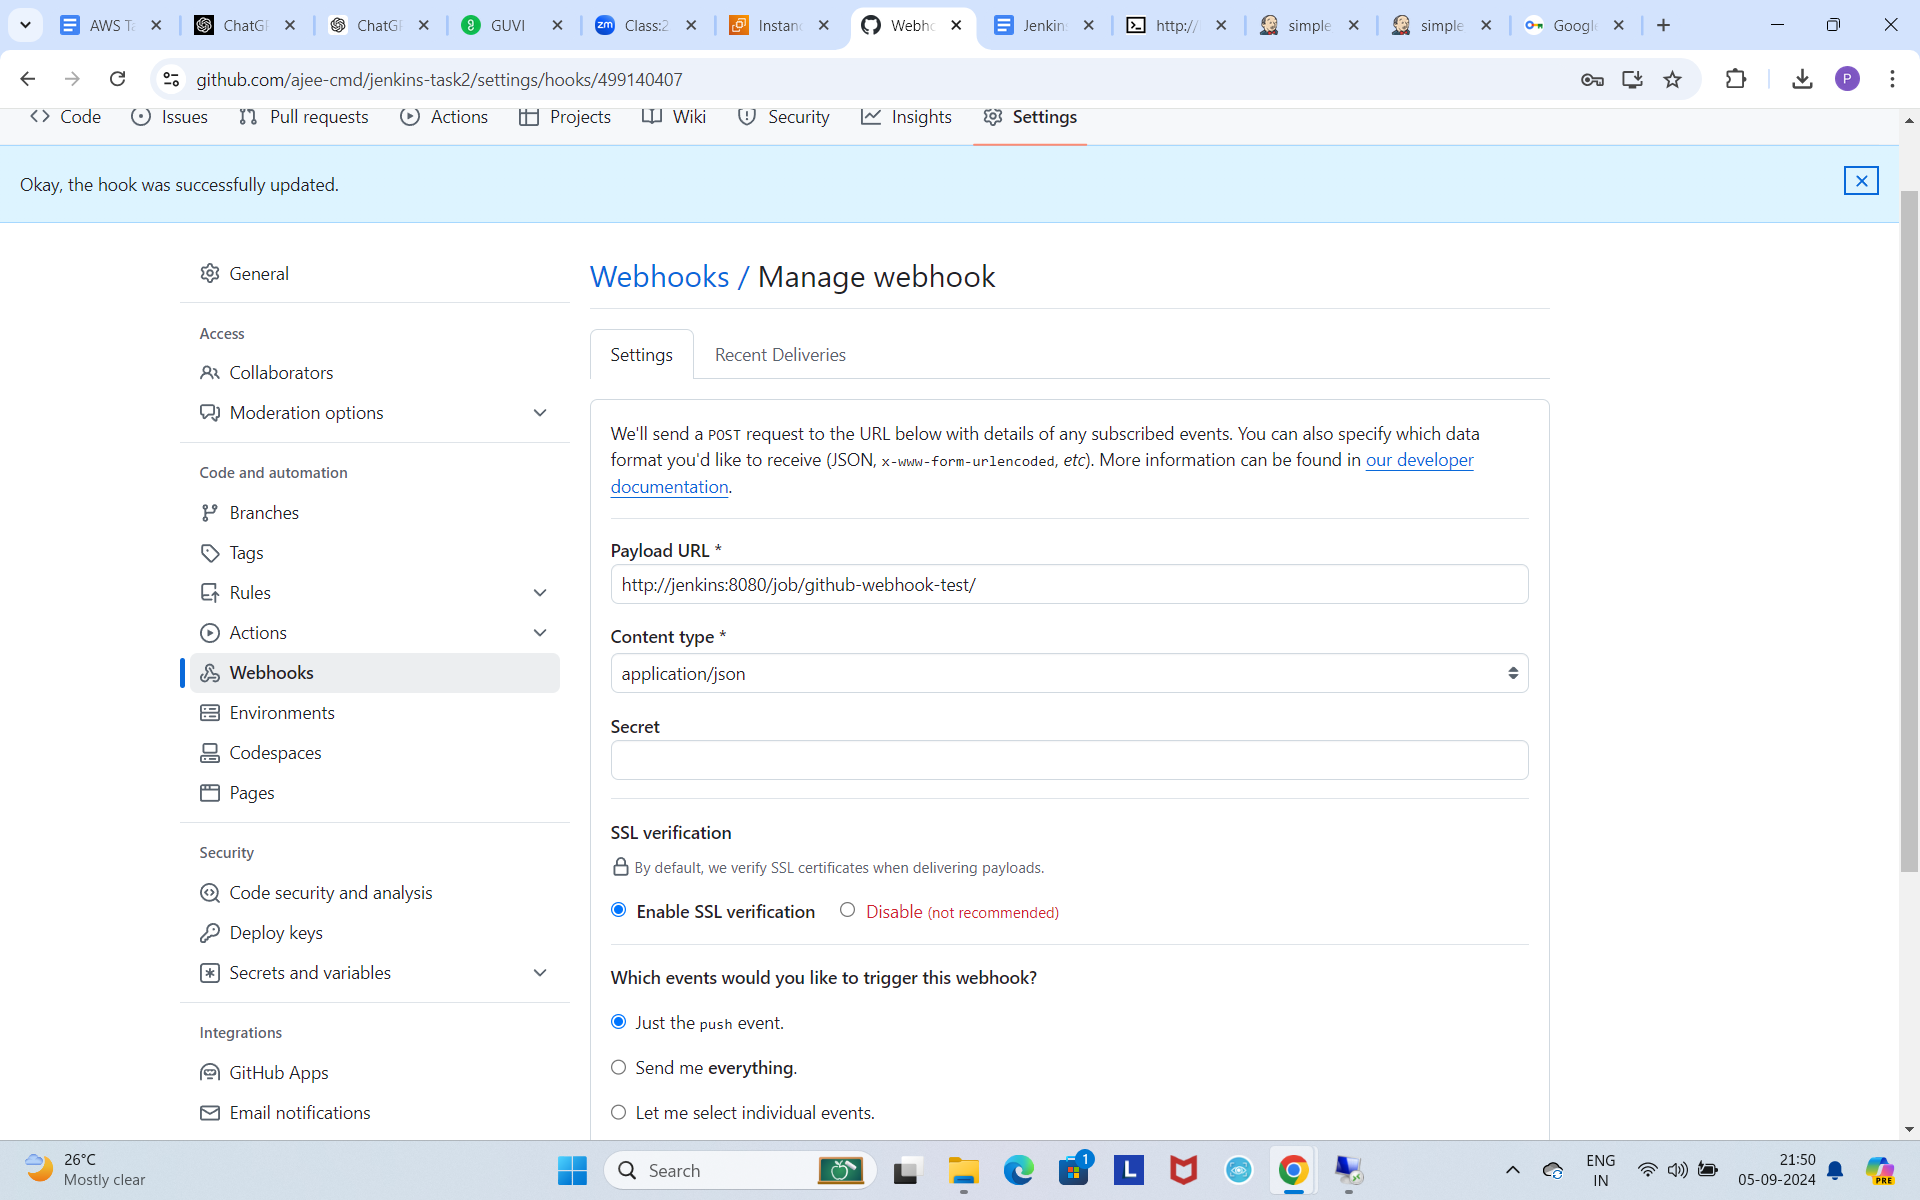 AWS Ta
ChatGP
ChatGP
GUVI
Class:2
Instanc
Webho
Jenkins
http://
simple
simple
Google
github.com/ajee-cmd/jenkins-task2/settings/hooks/499140407
P
Code
Issues
Pull requests
Actions
Projects
Wiki
Security
Insights
Settings
Okay, the hook was successfully updated.
General
Access
Collaborators
Moderation options
Code and automation
Branches
Tags
Rules
Actions
Webhooks
Environments
Codespaces
Pages
Security
Code security and analysis
Deploy keys
Secrets and variables
Integrations
GitHub Apps
Email notifications
Webhooks / Manage webhook
Settings
Recent Deliveries
We'll send a POST request to the URL below with details of any subscribed events. You can also specify which data
format you'd like to receive (JSON, x-www-form-urlencoded, etc). More information can be found in our developer
documentation.
Payload URL *
http://jenkins:8080/job/github-webhook-test/
Content type *
application/json
Secret
SSL verification
By default, we verify SSL certificates when delivering payloads.
Enable SSL verification
Disable (not recommended)
Which events would you like to trigger this webhook?
Just the push event.
Send me everything.
Let me select individual events.
26°C
Mostly clear
Search
1
L
ENG
IN
21:50
05-09-2024
PRE